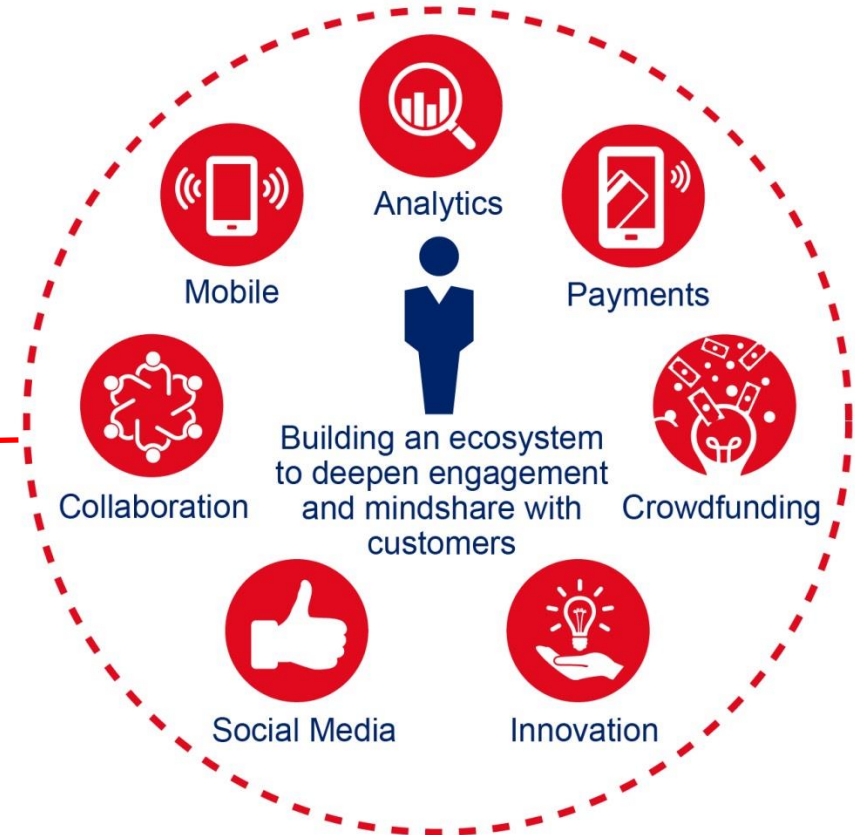 Analytics
Mobile
Payments
Building an ecosystem
to deepen engagement
and mindshare with
customers
Collaboration
Crowdfunding
Social Media
Innovation